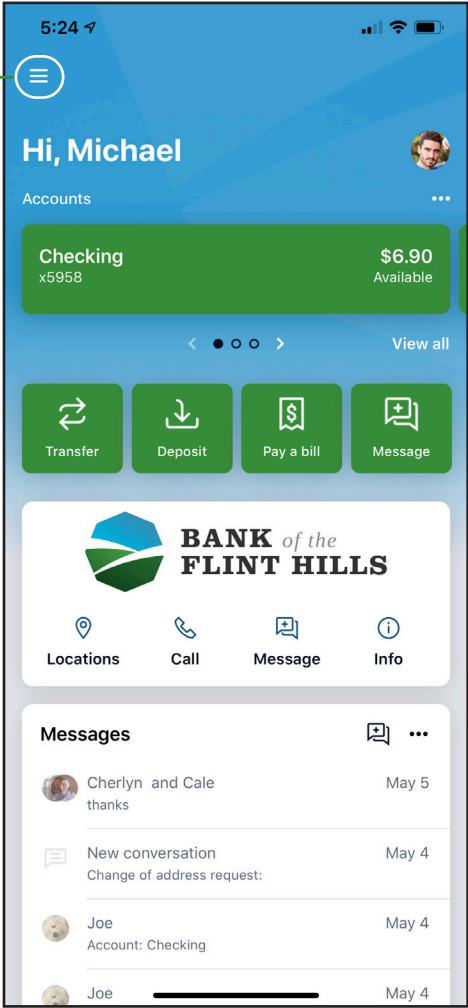 5:24
Hi, Michael
Accounts
Checking $6.90
x5958 Available
View all
Transfer Deposit Pay a bill Message
BANK of the
FLINT HILLS
Locations Call Message Info
Messages
Cherlyn and Cale May 5
thanks
New conversation May 4
Change of address request:
Joe May 4
Account: Checking
Joe May 4